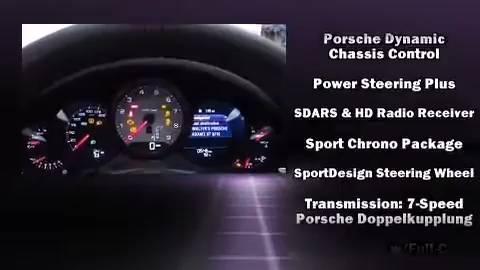 Porsche Dynamic
Chassis Control
Power Steering Plus
SDARS & HD Radio Receiver
Sport Chrono Package
SportDesign Steering Wheel
Transmission: 7-Speed
Porsche Doppelkupplung
w/Full-C